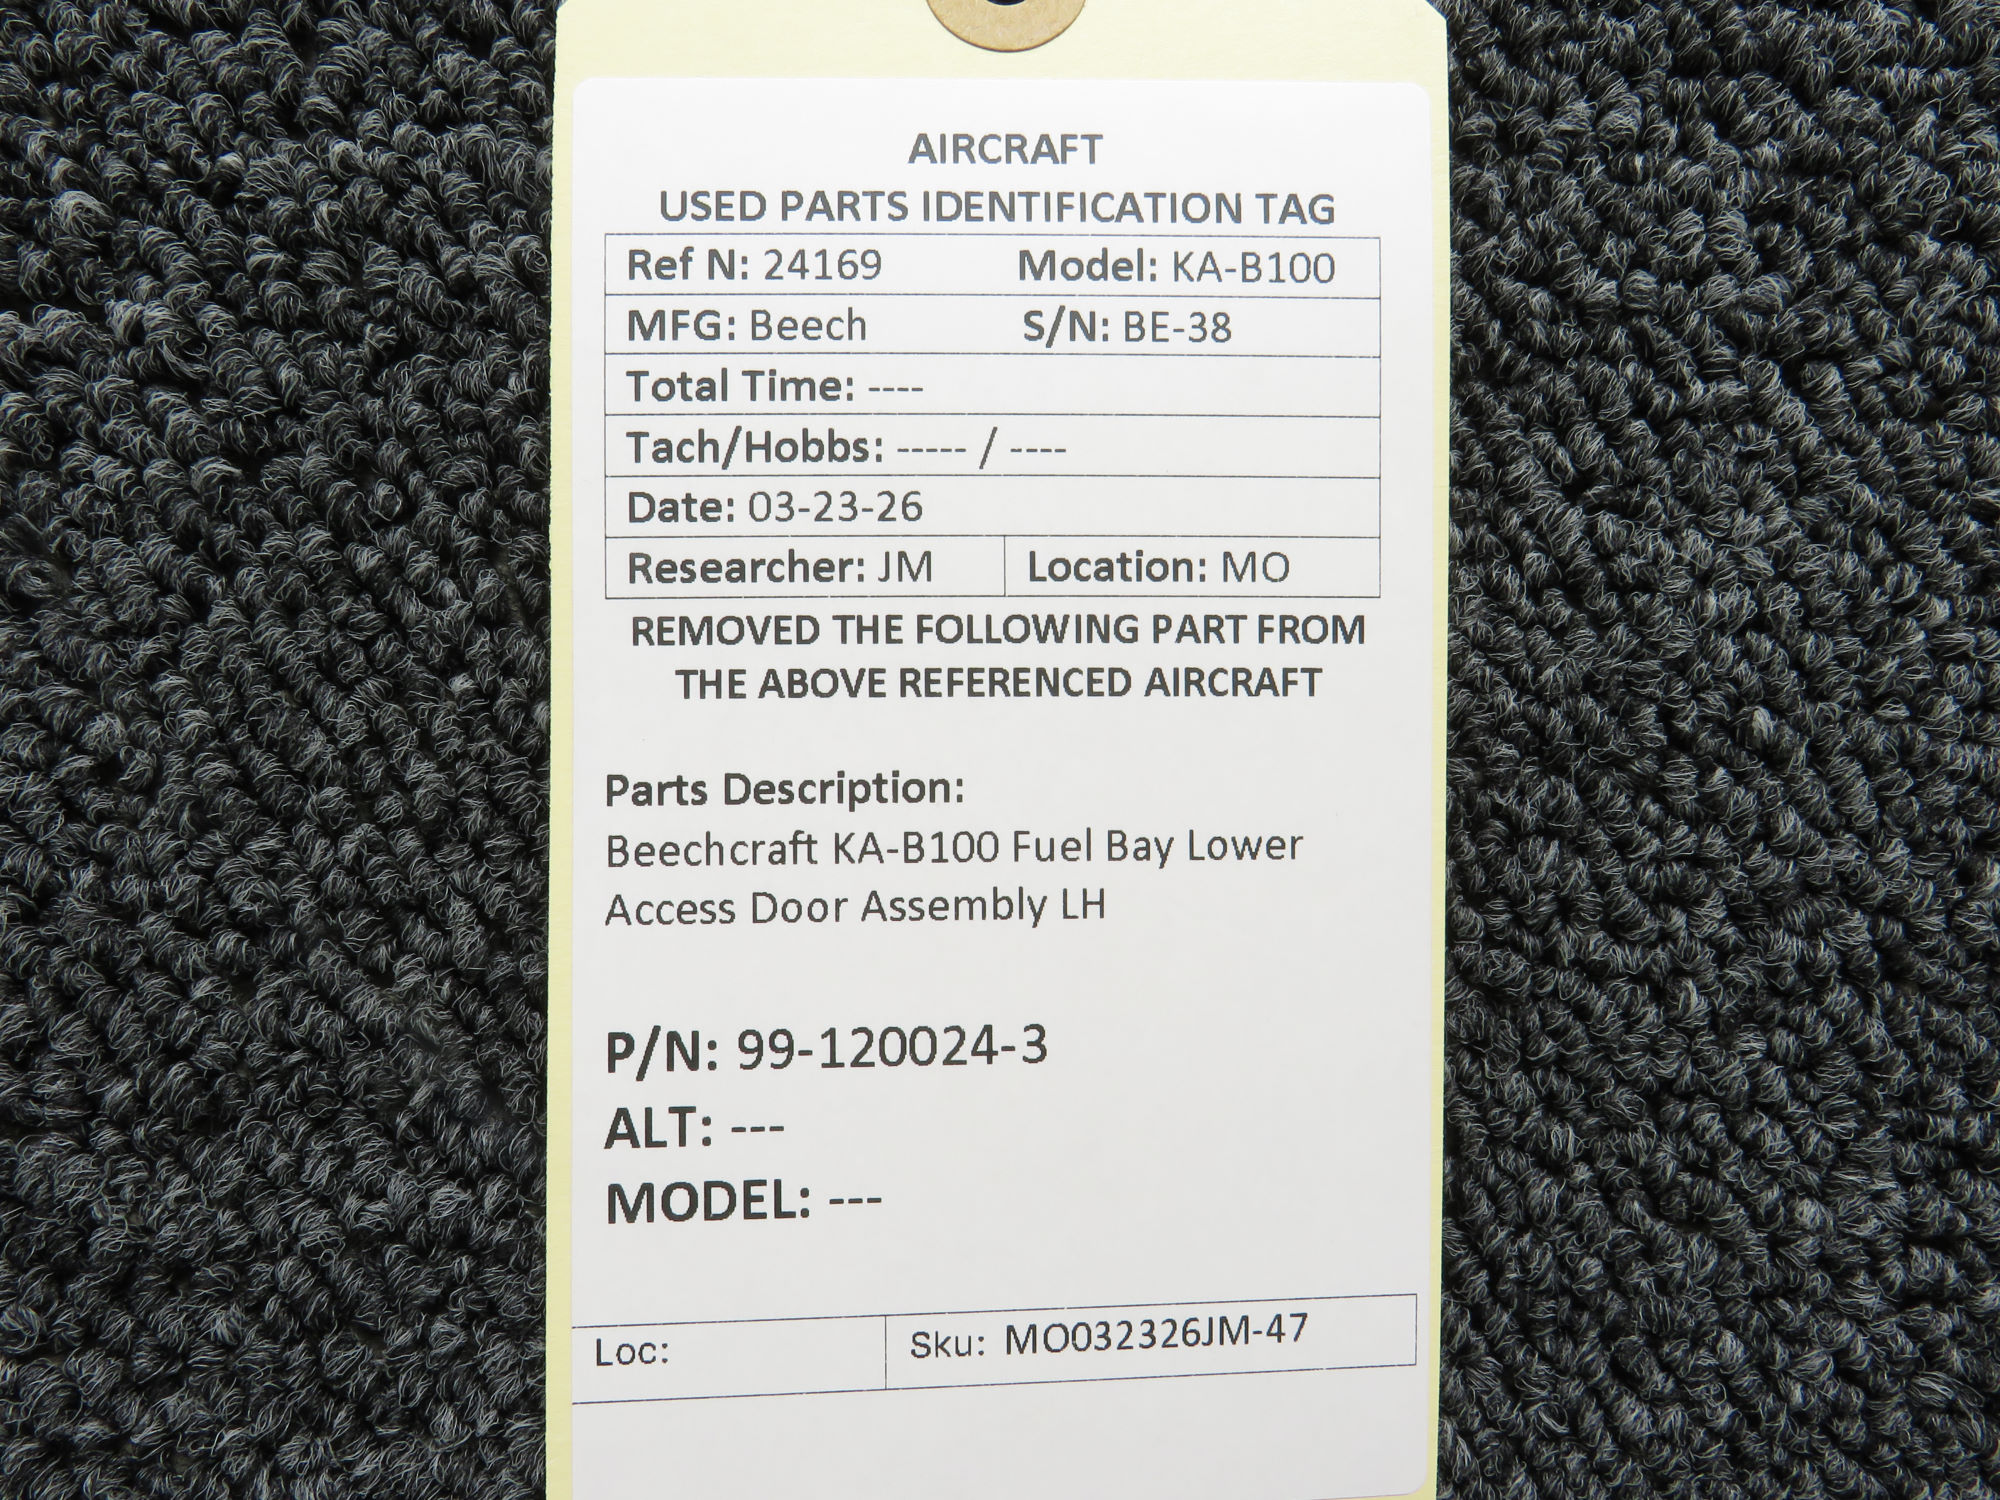 AIRCRAFT
USED PARTS IDENTIFICATION TAG
Ref N: 24169 Model: KA-B100
MFG: Beech S/N: BE-38
Total Time: ----
Tach/Hobbs: ----- / ----
Date: 03-23-26
Researcher: JM Location: MO
REMOVED THE FOLLOWING PART FROM
THE ABOVE REFERENCED AIRCRAFT
Parts Description:
Beechcraft KA-B100 Fuel Bay Lower
Access Door Assembly LH
P/N: 99-120024-3
ALT: ---
MODEL: ---
Loc: Sku: MO032326JM-47